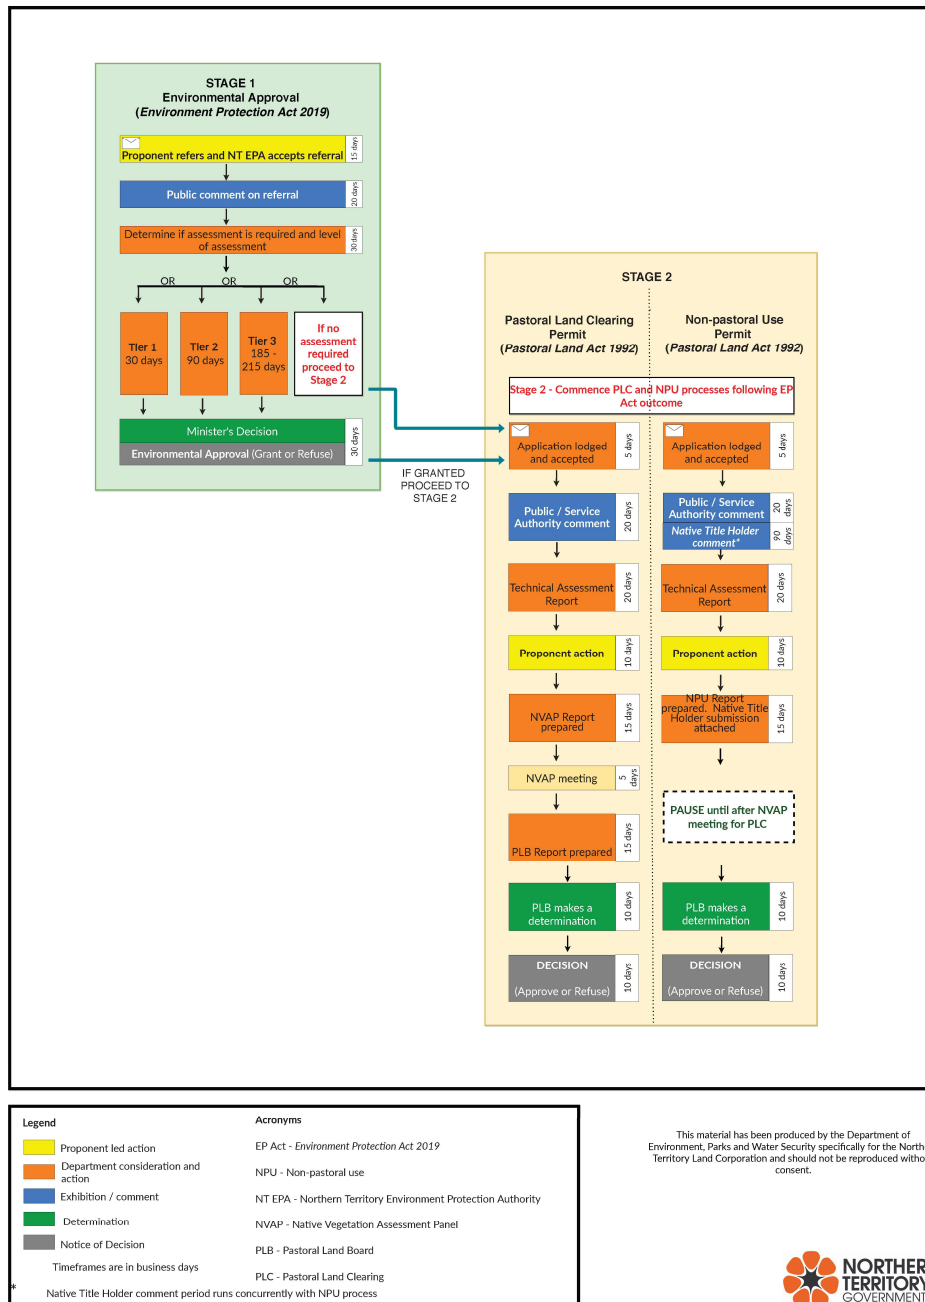 STAGE 1
Environmental Approval
(Environment Protection Act 2019)
Proponent refers and NT EPA accepts referral
15 days
Public comment on referral
20 days
Determine if assessment is required and level
of assessment
30 days
OR
OR
OR
Tier 1
30 days
Tier 2
90 days
Tier 3
185 -
215 days
If no
assessment
required
proceed to
Stage 2
Minister's Decision
Environmental Approval (Grant or Refuse)
30 days
IF GRANTED
PROCEED TO
STAGE 2
STAGE 2
Pastoral Land Clearing
Permit
(Pastoral Land Act 1992)
Non-pastoral Use
Permit
(Pastoral Land Act 1992)
Stage 2 - Commence PLC and NPU processes following EP
Act outcome
Application lodged
and accepted
5 days
Public / Service
Authority comment
20 days
Technical Assessment
Report
20 days
Proponent action
10 days
NVAP Report
prepared
15 days
NVAP meeting
5
days
PLB Report prepared
15 days
PLB makes a
determination
10 days
DECISION
(Approve or Refuse)
10 days
Application lodged
and accepted
5 days
Public / Service
Authority comment
20
days
Native Title Holder
comment*
90
days
Technical Assessment
Report
20 days
Proponent action
10 days
NPU Report
prepared. Native Title
Holder submission
attached
15 days
PAUSE until after NVAP
meeting for PLC
PLB makes a
determination
10 days
DECISION
(Approve or Refuse)
10 days
Legend
Proponent led action
Department consideration and
action
Exhibition / comment
Determination
Notice of Decision
Timeframes are in business days
*
Native Title Holder comment period runs concurrently with NPU process
Acronyms
EP Act - Environment Protection Act 2019
NPU - Non-pastoral use
NT EPA - Northern Territory Environment Protection Authority
NVAP - Native Vegetation Assessment Panel
PLB - Pastoral Land Board
PLC - Pastoral Land Clearing
This material has been produced by the Department of
Environment, Parks and Water Security specifically for the North
Territory Land Corporation and should not be reproduced witho
consent.
NORTHER
TERRITORY
GOVERNMENT